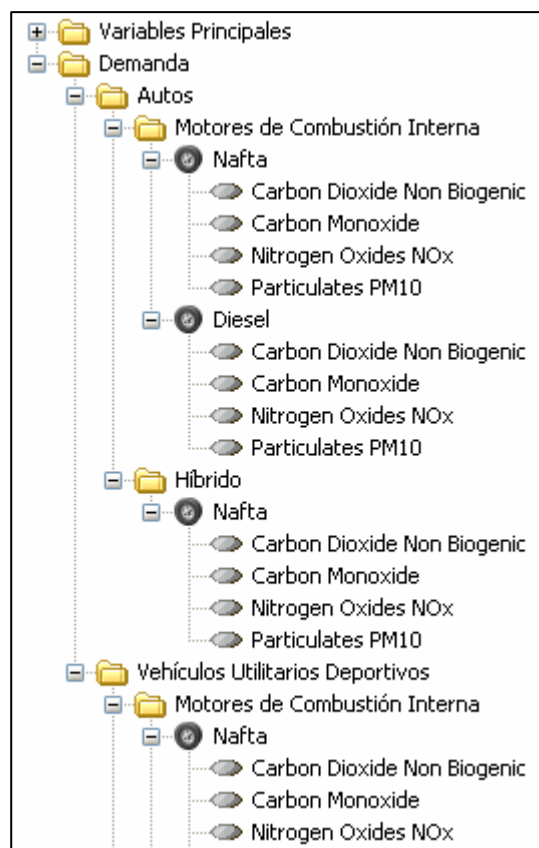 Variables Principales
Demanda
Autos
Motores de Combustión Interna
Nafta
Carbon Dioxide Non Biogenic
Carbon Monoxide
Nitrogen Oxides NOx
Particulates PM10
Diesel
Carbon Dioxide Non Biogenic
Carbon Monoxide
Nitrogen Oxides NOx
Particulates PM10
Híbrido
Nafta
Carbon Dioxide Non Biogenic
Carbon Monoxide
Nitrogen Oxides NOx
Particulates PM10
Vehículos Utilitarios Deportivos
Motores de Combustión Interna
Nafta
Carbon Dioxide Non Biogenic
Carbon Monoxide
Nitrogen Oxides NOx